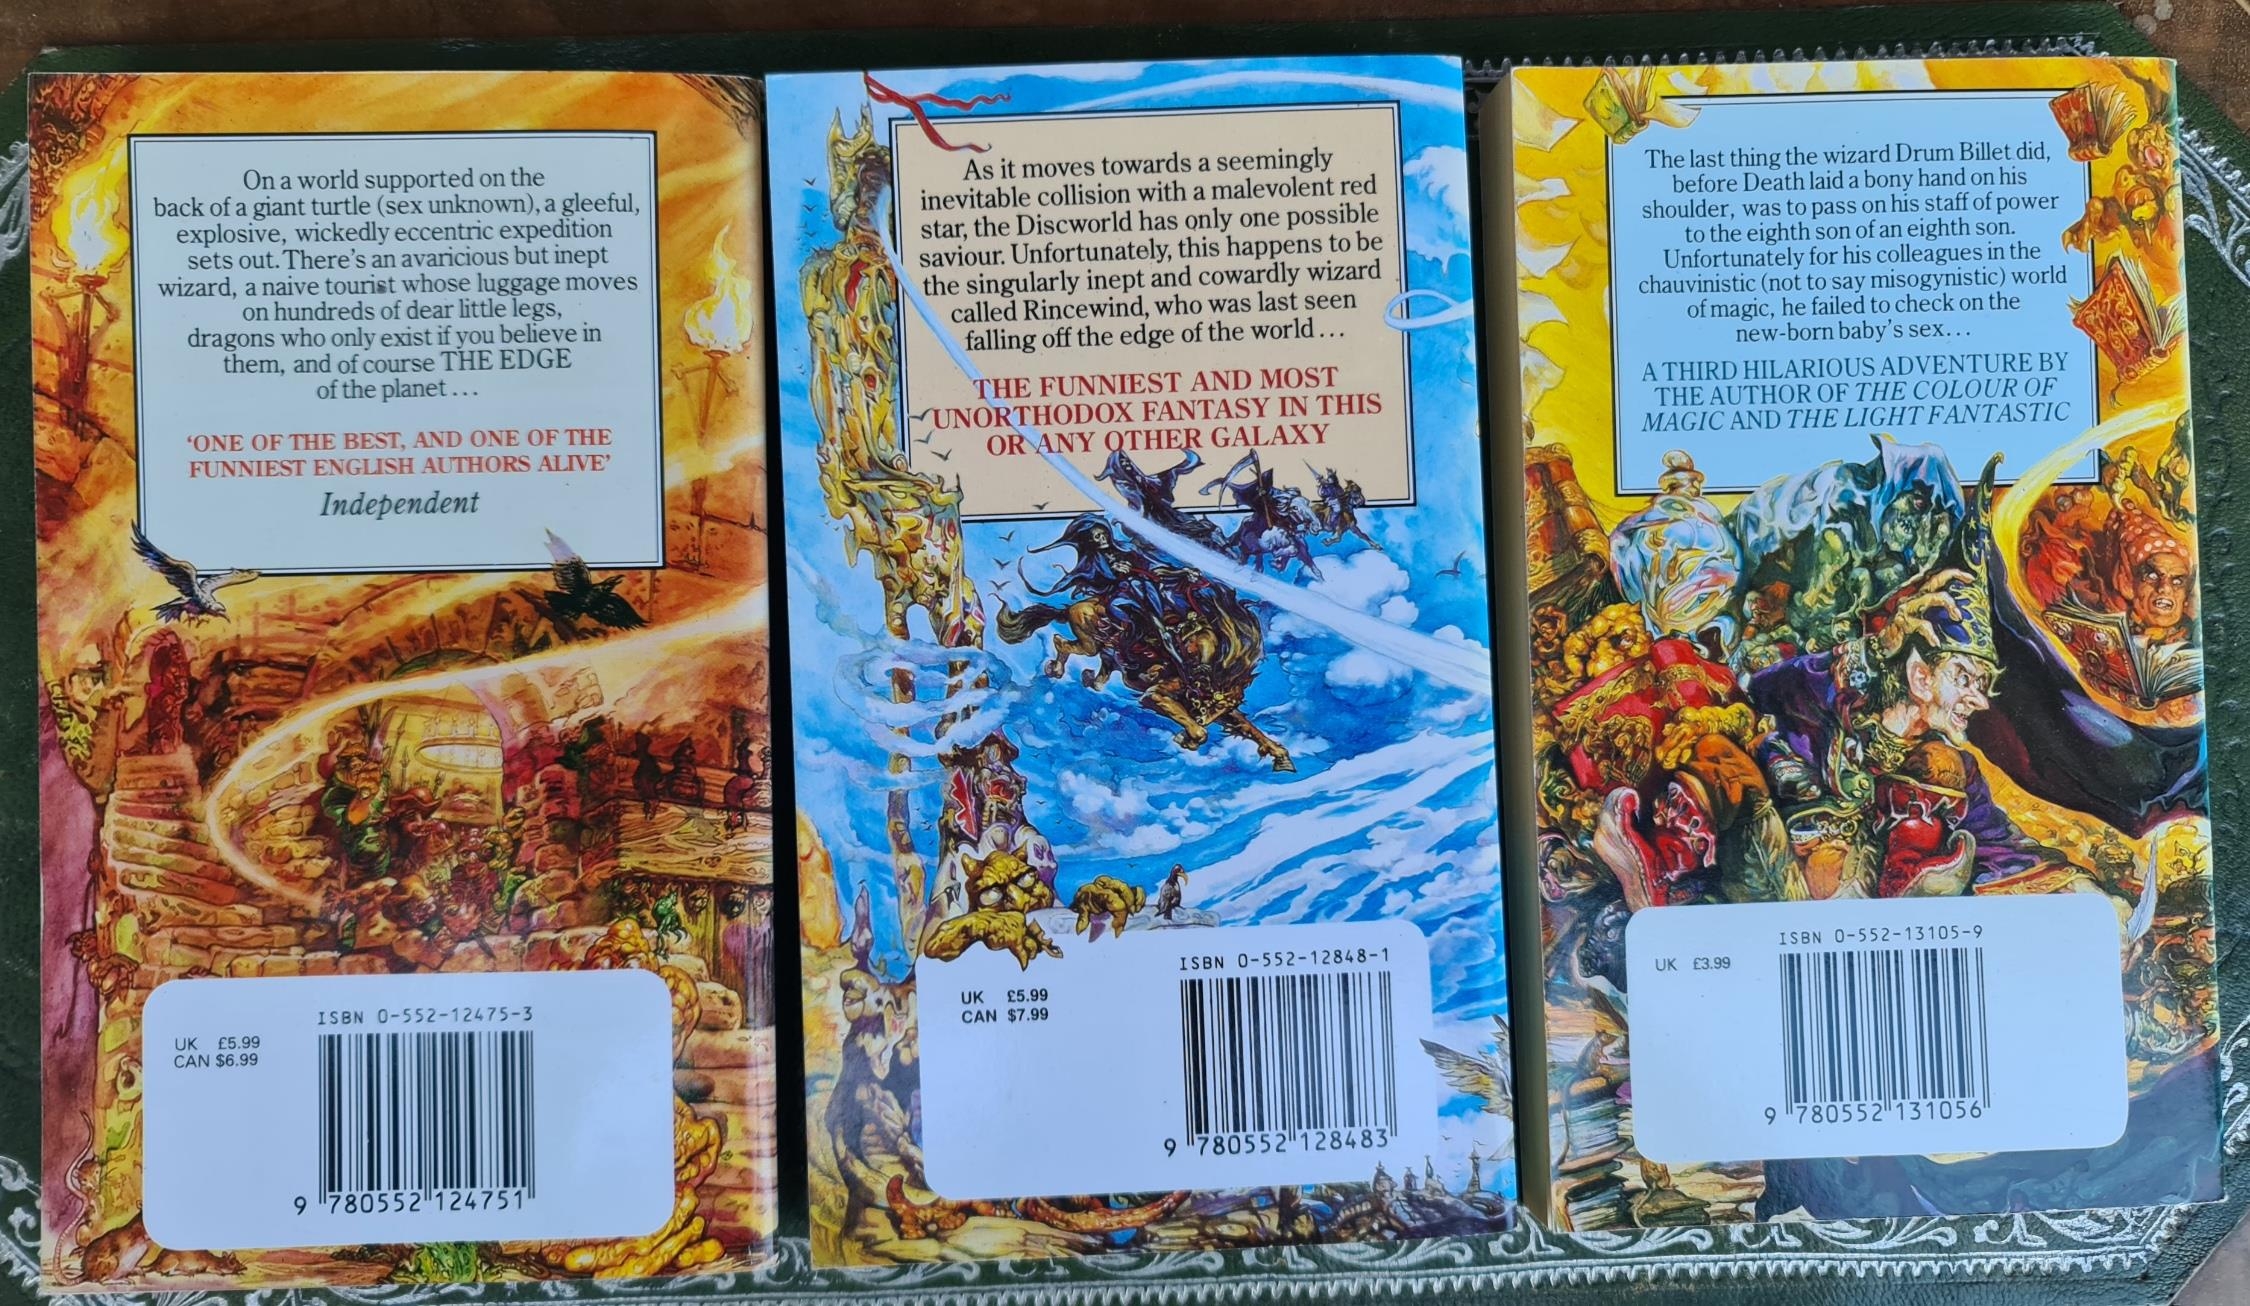 On a world supported on the
back of a giant turtle (sex unknown), a gleeful,
explosive, wickedly eccentric expedition
sets out. There's an avaricious but inept
wizard, a naive tourist whose luggage moves
on hundreds of dear little legs,
dragons who only exist if you believe in
them, and of course THE EDGE
of the planet...
'ONE OF THE BEST, AND ONE OF THE
FUNNIEST ENGLISH AUTHORS ALIVE'
Independent
ISBN 0-552-12475-3
UK £5.99
CAN $6.99
9 780552 124751
As it moves towards a seemingly
inevitable collision with a malevolent red
star, the Discworld has only one possible
saviour. Unfortunately, this happens to be
the singularly inept and cowardly wizard
called Rincewind, who was last seen
falling off the edge of the world...
THE FUNNIEST AND MOST
UNORTHODOX FANTASY IN THIS
OR ANY OTHER GALAXY
ISBN 0-552-12848-1
UK £5.99
CAN $7.99
9 780552 128483
The last thing the wizard Drum Billet did,
before Death laid a bony hand on his
shoulder, was to pass on his staff of power
to the eighth son of an eighth son.
Unfortunately for his colleagues in the
chauvinistic (not to say misogynistic) world
of magic, he failed to check on the
new-born baby's sex...
A THIRD HILARIOUS ADVENTURE BY
THE AUTHOR OF THE COLOUR OF
MAGIC AND THE LIGHT FANTASTIC
ISBN 0-552-13105-9
UK £3.99
9 780552 131056